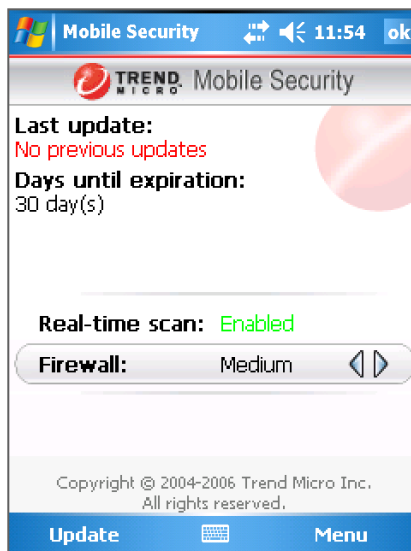 Mobile Security 11:54 ok
TREND MICRO Mobile Security
Last update:
No previous updates
Days until expiration:
30 day(s)
Real-time scan: Enabled
Firewall: Medium
Copyright © 2004-2006 Trend Micro Inc.
All rights reserved.
Update Menu